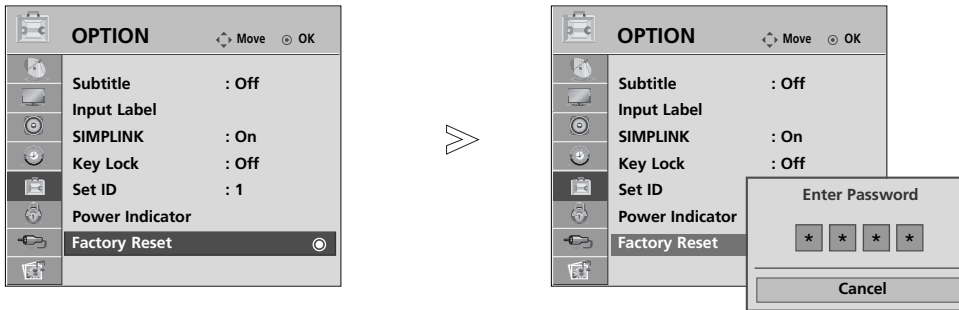 OPTION Move OK
Subtitle : Off
Input Label
SIMPLINK : On
Key Lock : Off
Set ID : 1
Power Indicator
Factory Reset
OPTION Move OK
Subtitle : Off
Input Label
SIMPLINK : On
Key Lock : Off
Set ID
Power Indicator
Factory Reset
Enter Password
* * * *
Cancel